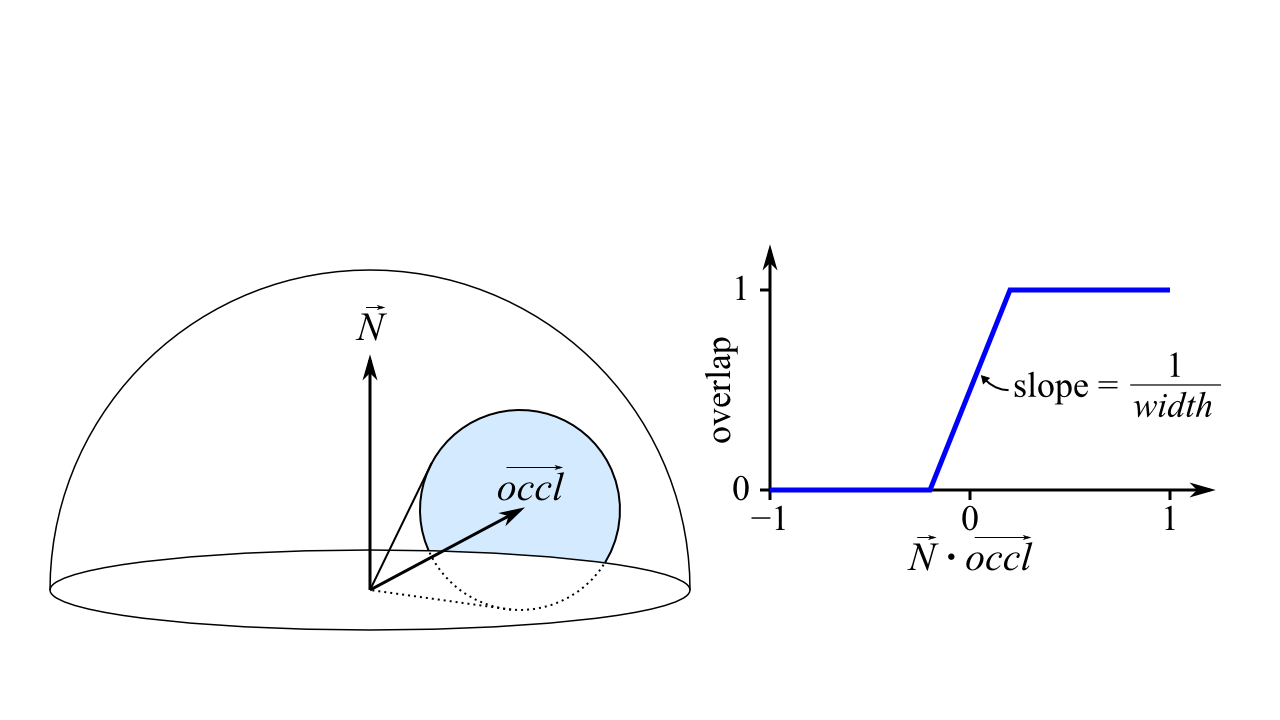 N⃗
occl
overlap
1
0
−1
0
1
slope = 1/width
N⃗ · occl